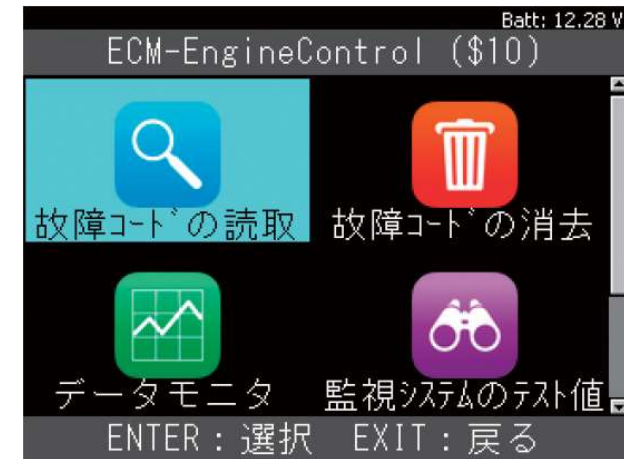 Batt: 12.28 V
ECM-EngineControl ($10)
故障ｺｰﾄﾞの読取 故障ｺｰﾄﾞの消去
データモニタ 監視ｼｽﾃﾑのﾃｽﾄ値
ENTER：選択 EXIT：戻る